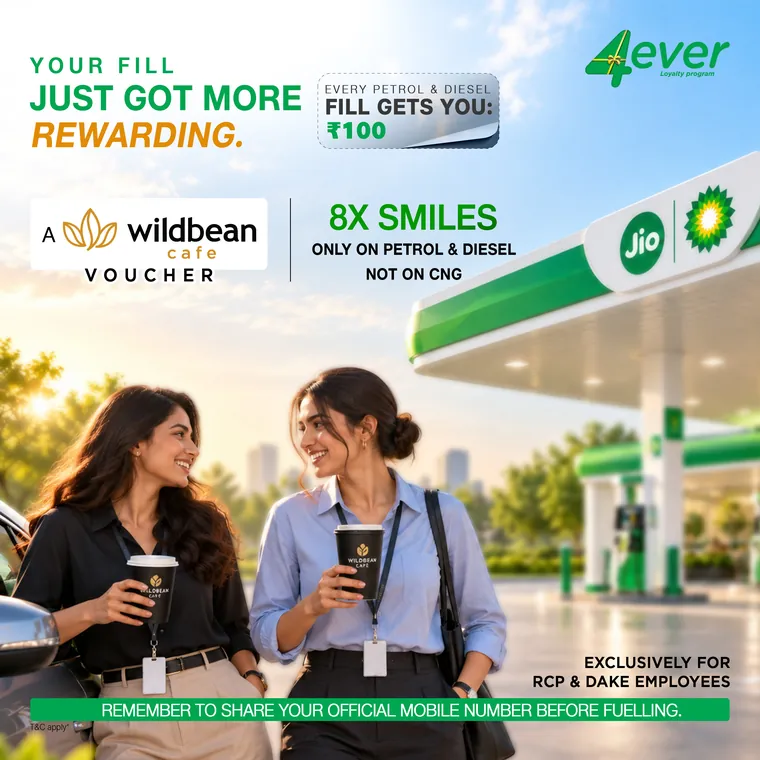 4ever
Loyalty program
YOUR FILL
JUST GOT MORE
REWARDING.
EVERY PETROL & DIESEL
FILL GETS YOU:
₹100
A wildbean
cafe
VOUCHER
8X SMILES
ONLY ON PETROL & DIESEL
NOT ON CNG
Jio
bp
WILDBEAN
CAFE
WILDBEAN
CAFE
EXCLUSIVELY FOR
RCP & DAKE EMPLOYEES
REMEMBER TO SHARE YOUR OFFICIAL MOBILE NUMBER BEFORE FUELLING.
T&C apply*